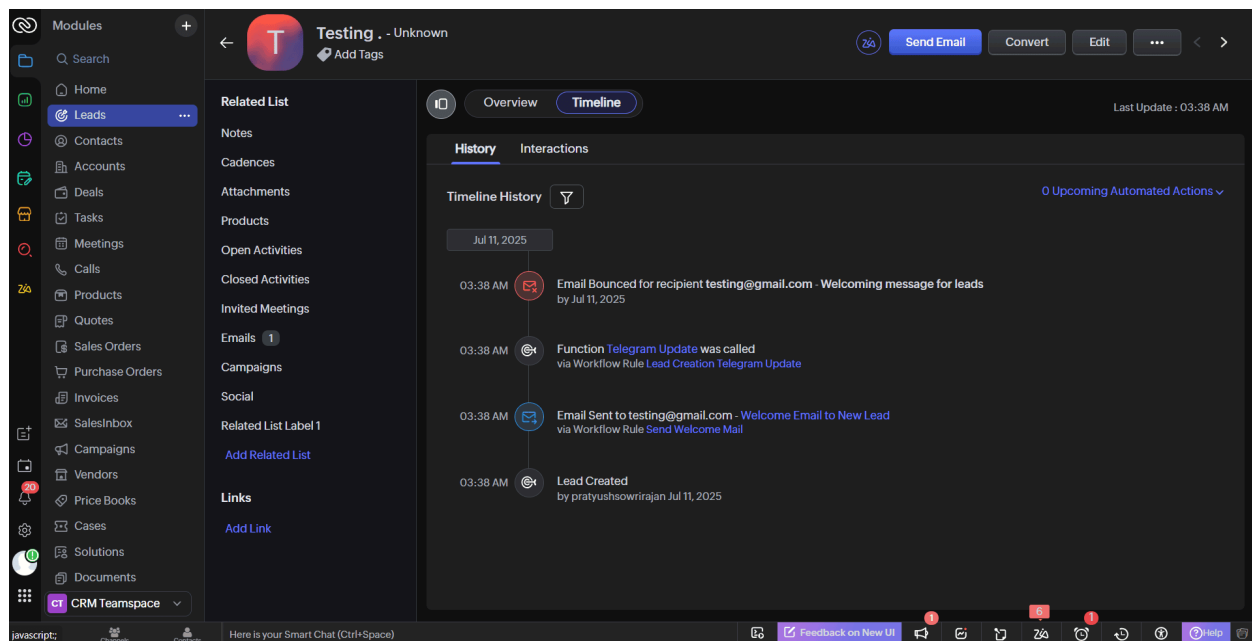 Modules
+
Search
Home
Leads
Contacts
Accounts
Deals
Tasks
Meetings
Calls
Products
Quotes
Sales Orders
Purchase Orders
Invoices
SalesInbox
Campaigns
Vendors
Price Books
Cases
Solutions
Documents
CT CRM Teamspace
20
T
Testing . - Unknown
Add Tags
Send Email
Convert
Edit
Related List
Notes
Cadences
Attachments
Products
Open Activities
Closed Activities
Invited Meetings
Emails 1
Campaigns
Social
Related List Label 1
Add Related List
Links
Add Link
Overview
Timeline
Last Update : 03:38 AM
History
Interactions
Timeline History
0 Upcoming Automated Actions
Jul 11, 2025
03:38 AM Email Bounced for recipient testing@gmail.com - Welcoming message for leads
by Jul 11, 2025
03:38 AM Function Telegram Update was called
via Workflow Rule Lead Creation Telegram Update
03:38 AM Email Sent to testing@gmail.com - Welcome Email to New Lead
via Workflow Rule Send Welcome Mail
03:38 AM Lead Created
by pratyushsowrirajan Jul 11, 2025
javascript:;
Channels
Contacts
Here is your Smart Chat (Ctrl+Space)
Feedback on New UI
1
6
1
Help